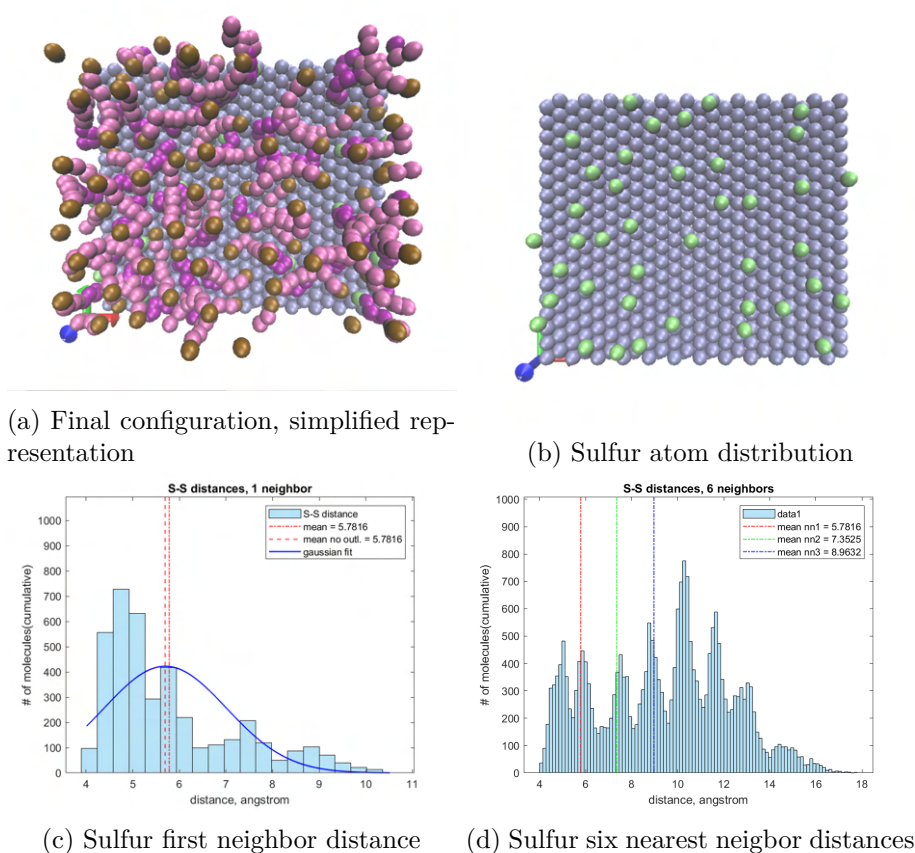 (a) Final configuration, simplified rep-
resentation
(b) Sulfur atom distribution
S-S distances, 1 neighbor
# of molecules(cumulative)
1000
900
800
700
600
500
400
300
200
100
0
S-S distance
mean = 5.7816
mean no outl. = 5.7816
gaussian fit
4 5 6 7 8 9 10 11
distance, angstrom
(c) Sulfur first neighbor distance
S-S distances, 6 neighbors
# of molecules(cumulative)
1000
900
800
700
600
500
400
300
200
100
0
data1
mean nn1 = 5.7816
mean nn2 = 7.3525
mean nn3 = 8.9632
4 6 8 10 12 14 16 18
distance, angstrom
(d) Sulfur six nearest neigbor distances